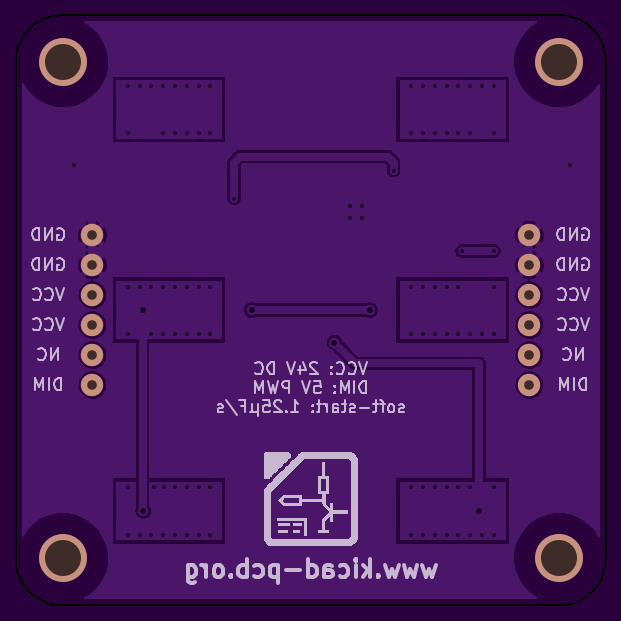 GND
GND
VCC
VCC
NC
DIM
GND
GND
VCC
VCC
NC
DIM
VCC: 24V DC
DIM: 5V PWM
soft-start: 1.25µF/s
www.kicad-pcb.org